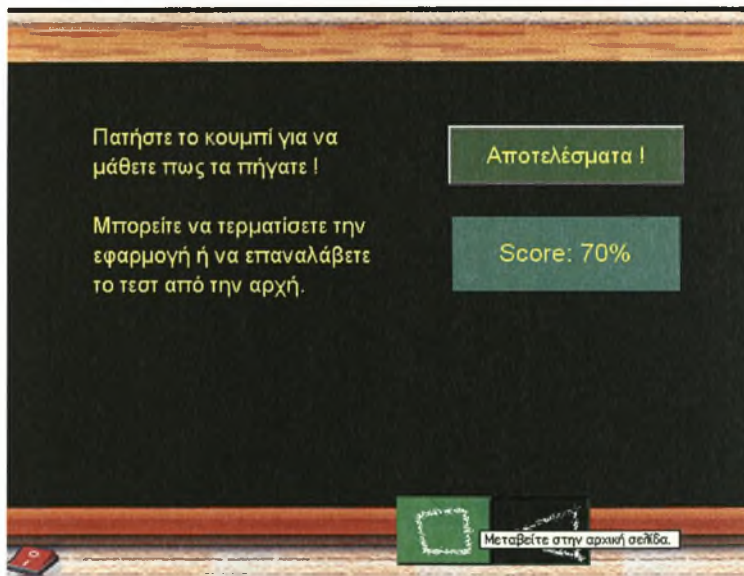 Πατήστε το κουμπί για να
μάθετε πως τα πήγατε !
Αποτελέσματα !
Μπορείτε να τερματίσετε την
εφαρμογή ή να επαναλάβετε
το τεστ από την αρχή.
Score: 70%
Μεταβείτε στην αρχική σελίδα.